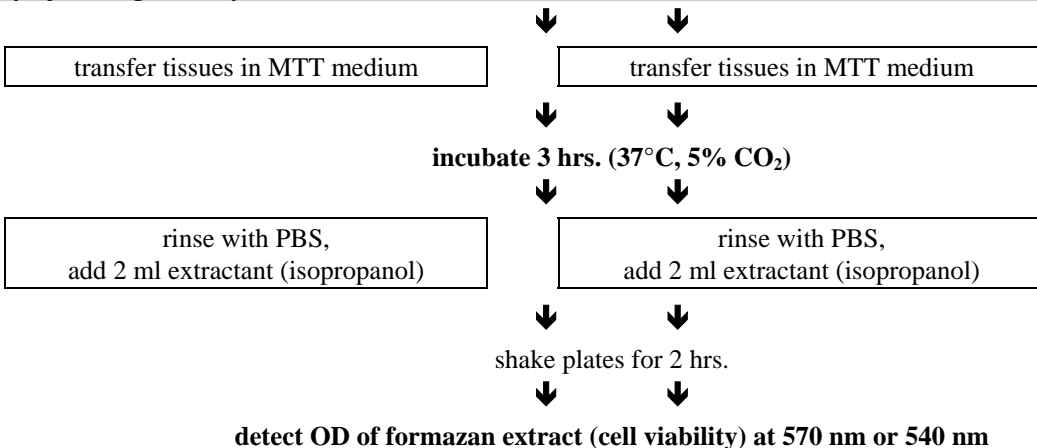 transfer tissues in MTT medium
transfer tissues in MTT medium
incubate 3 hrs. (37°C, 5% CO₂)
rinse with PBS,
add 2 ml extractant (isopropanol)
rinse with PBS,
add 2 ml extractant (isopropanol)
shake plates for 2 hrs.
detect OD of formazan extract (cell viability) at 570 nm or 540 nm